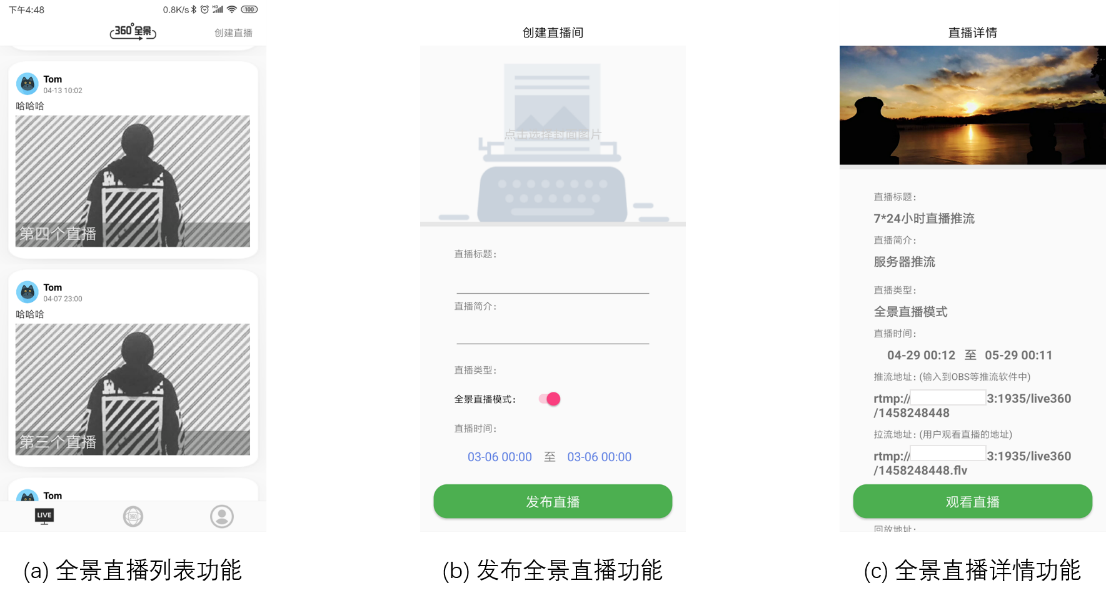 下午4:48
0.8K/s
100
360°全景
创建直播
Tom
04-13 10:02
哈哈哈
第四个直播
Tom
04-07 23:00
哈哈哈
第三个直播
Tom
LIVE
(a) 全景直播列表功能
创建直播间
直播标题:
直播简介:
直播类型:
全景直播模式:
直播时间:
03-06 00:00 至 03-06 00:00
发布直播
(b) 发布全景直播功能
直播详情
直播标题:
7*24小时直播推流
直播简介:
服务器推流
直播类型:
全景直播模式
直播时间:
04-29 00:12 至 05-29 00:11
推流地址: (输入到OBS等推流软件中)
rtmp:// 3:1935/live360
/1458248448
拉流地址: (用户观看直播的地址)
rtmp:// 3:1935/live360
/1458248448.flv
观看直播
回放地址:
(c) 全景直播详情功能